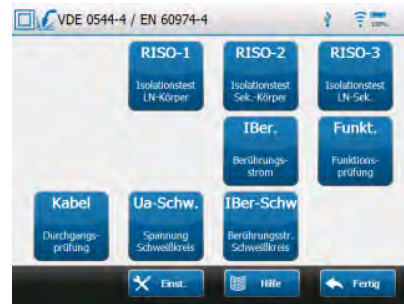 VDE 0544-4 / EN 60974-4
100%
RISO-1
Isolationstest
LN-Körper
RISO-2
Isolationstest
Sek.-Körper
RISO-3
Isolationstest
LN-Sek.
IBer.
Berührungs-
strom
Funkt.
Funktions-
prüfung
Kabel
Durchgangs-
prüfung
Ua-Schw.
Spannung
Schweißkreis
IBer-Schw
Berührungsstr.
Schweißkreis
Einst.
Hilfe
Fertig